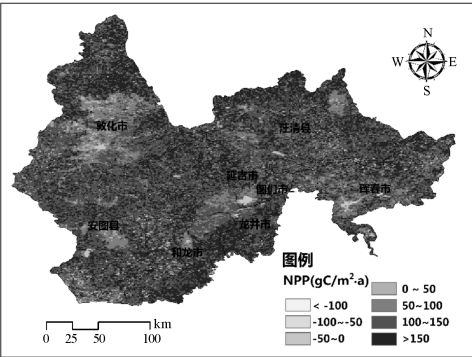 N
W E
S
敦化市
汪清县
延吉市
图们市
珲春市
安图县
龙井市
和龙市
图例
NPP(gC/m²·a)
< -100
-100~-50
-50~0
0 ~ 50
50~100
100~150
>150
km
0 25 50 100